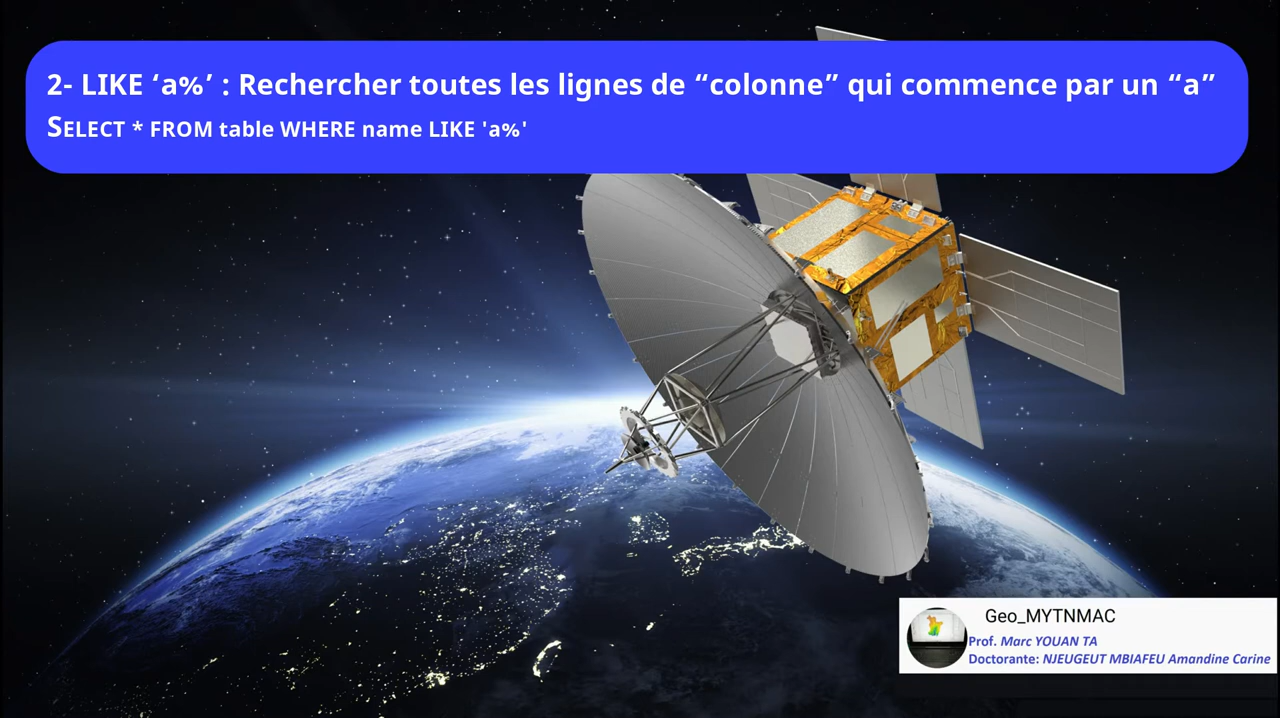 2- LIKE ‘a%’ : Rechercher toutes les lignes de “colonne” qui commence par un “a”
SELECT * FROM table WHERE name LIKE 'a%'
Geo_MYTNMAC
Prof. Marc YOUAN TA
Doctorante: NJEUGEUT MBIAFEU Amandine Carine